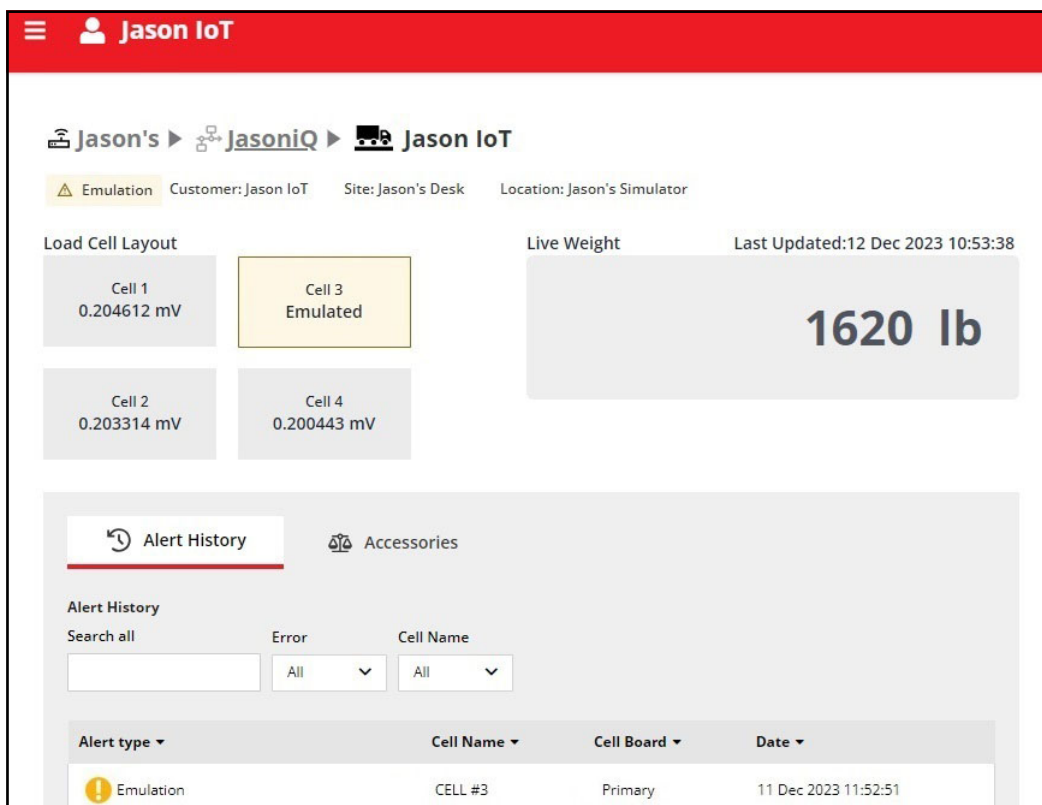 Jason IoT
Jason's JasoniQ Jason IoT
Emulation Customer: Jason IoT Site: Jason's Desk Location: Jason's Simulator
Load Cell Layout
Cell 1
0.204612 mV
Cell 3
Emulated
Cell 2
0.203314 mV
Cell 4
0.200443 mV
Live Weight Last Updated:12 Dec 2023 10:53:38
1620 lb
Alert History Accessories
Alert History
Search all Error Cell Name
All All
Alert type Cell Name Cell Board Date
Emulation CELL #3 Primary 11 Dec 2023 11:52:51